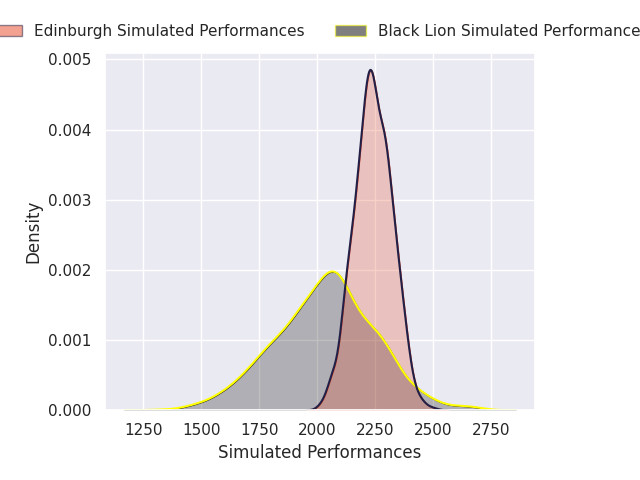 Edinburgh Simulated Performances Black Lion Simulated Performance
0.005
0.004
0.003
0.002
0.001
0.000
Density
1250 1500 1750 2000 2250 2500 2750
Simulated Performances